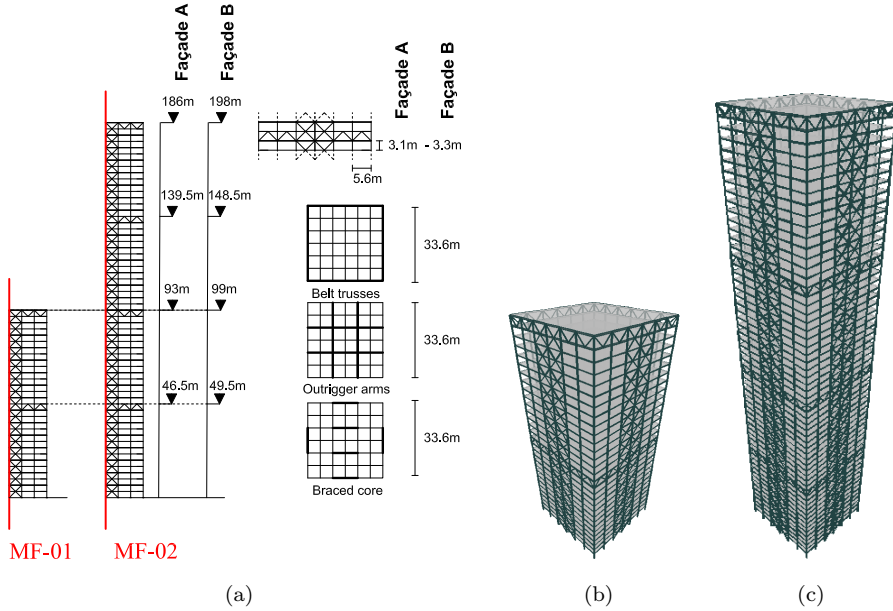 Façade A
Façade B
Façade A
Façade B
186m
198m
3.1m - 3.3m
5.6m
139.5m
148.5m
33.6m
Belt trusses
93m
99m
33.6m
Outrigger arms
46.5m
49.5m
33.6m
Braced core
MF-01
MF-02
(a)
(b)
(c)